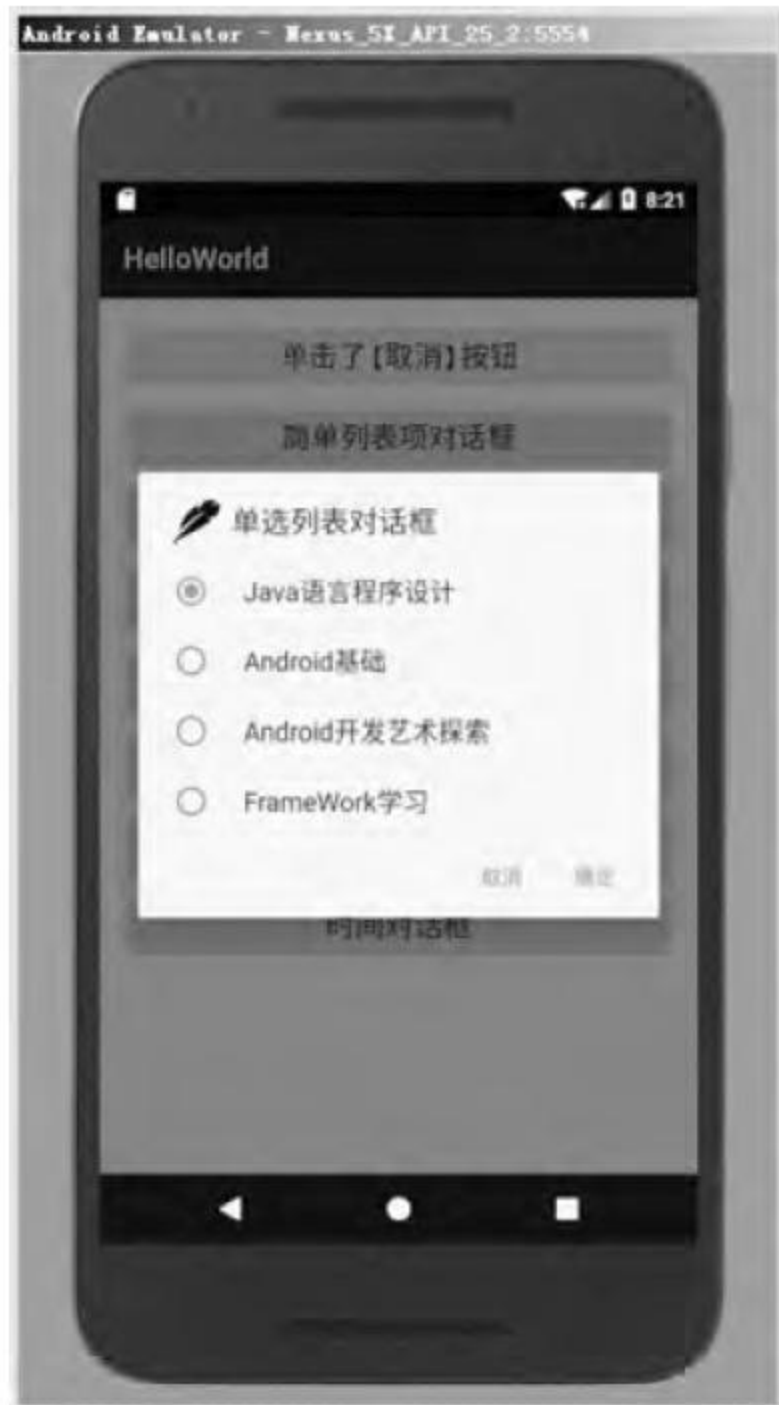 Android Emulator - Nexus_5X_API_25_2:5554
8:21
HelloWorld
单击了【取消】按钮
简单列表项对话框
单选列表对话框
Java语言程序设计
Android基础
Android开发艺术探索
FrameWork学习
取消 确定
时间对话框